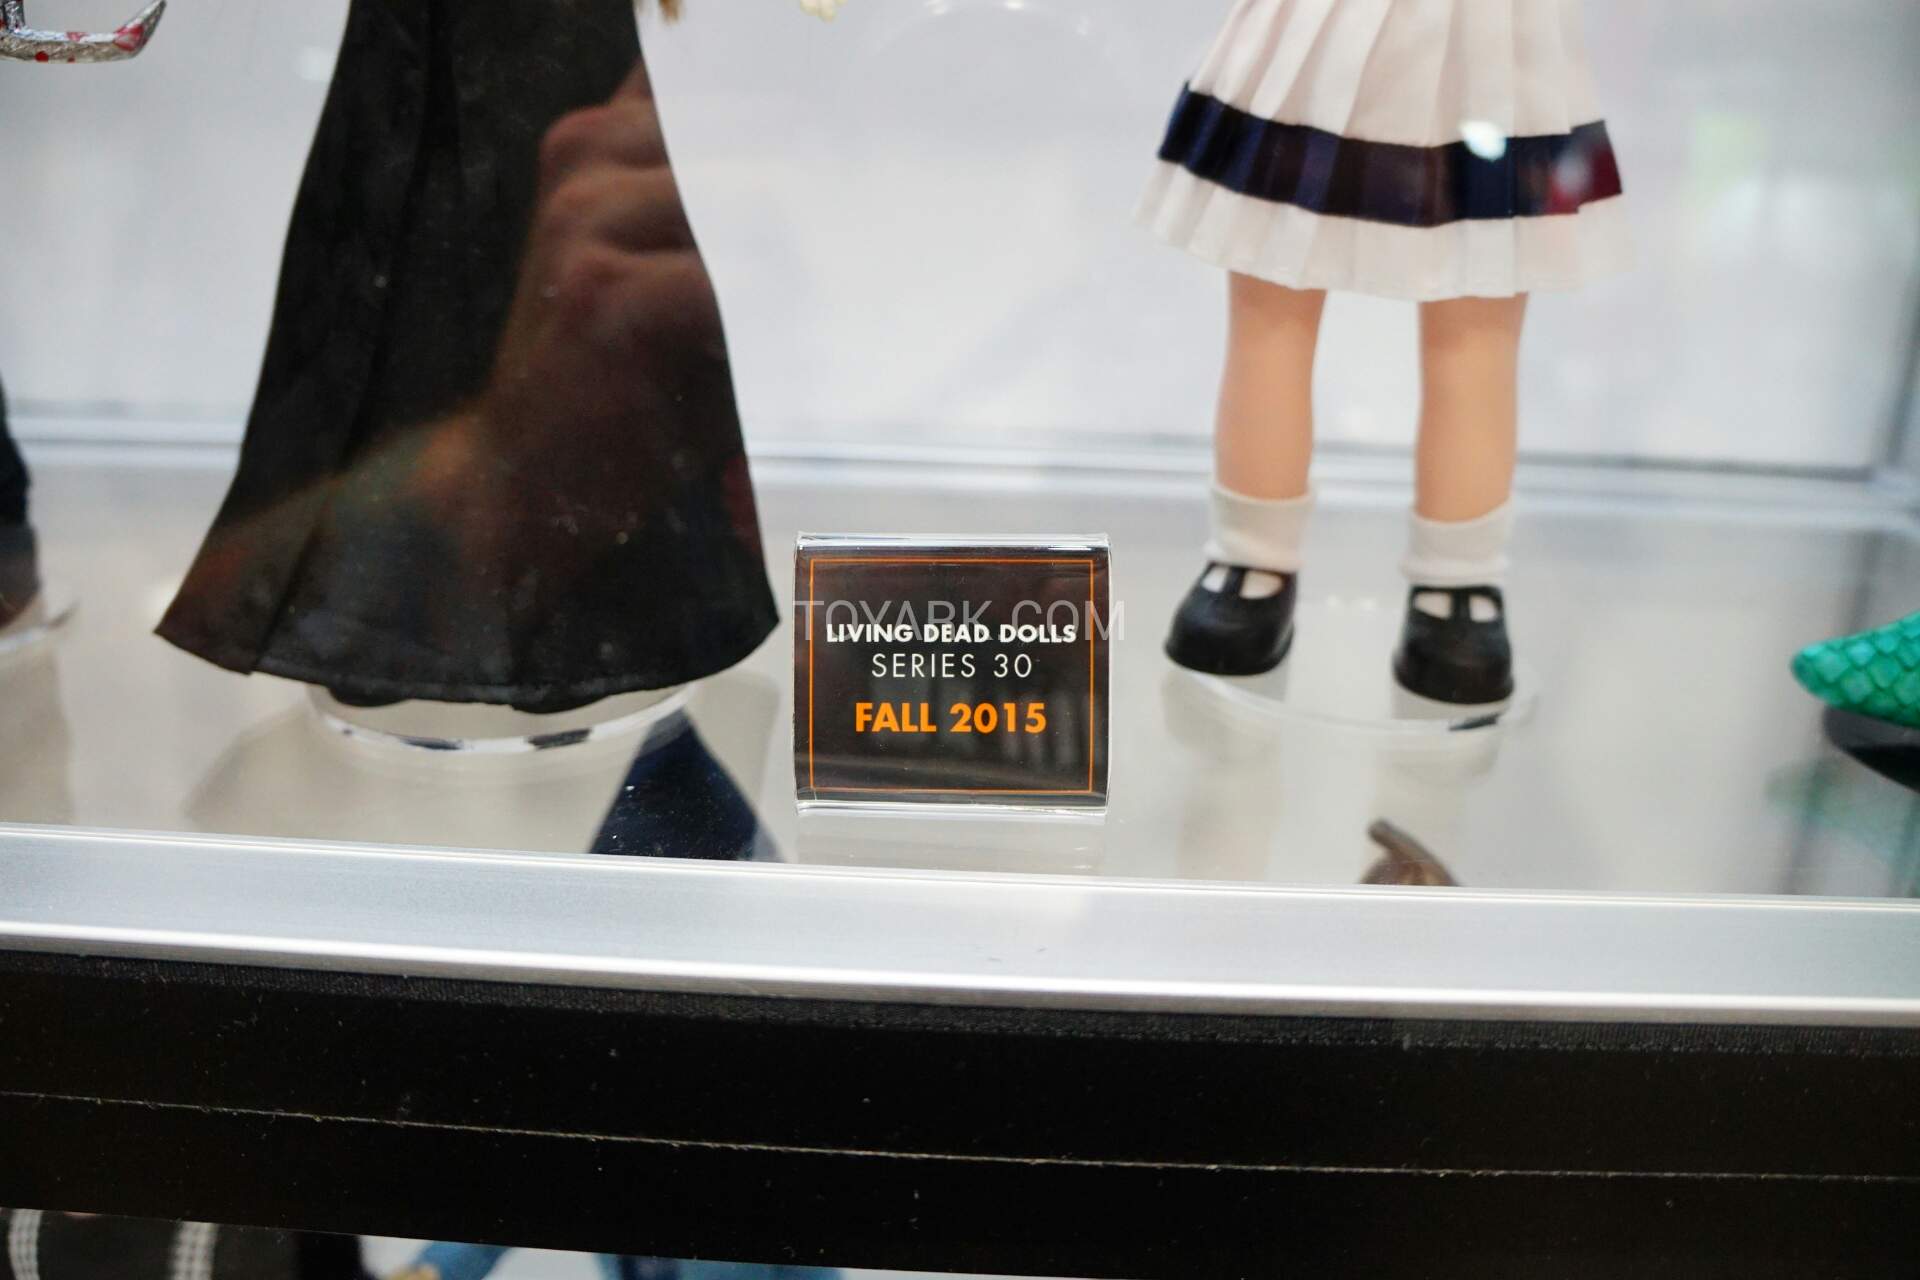 TOYARK.COM
LIVING DEAD DOLLS
SERIES 30
FALL 2015